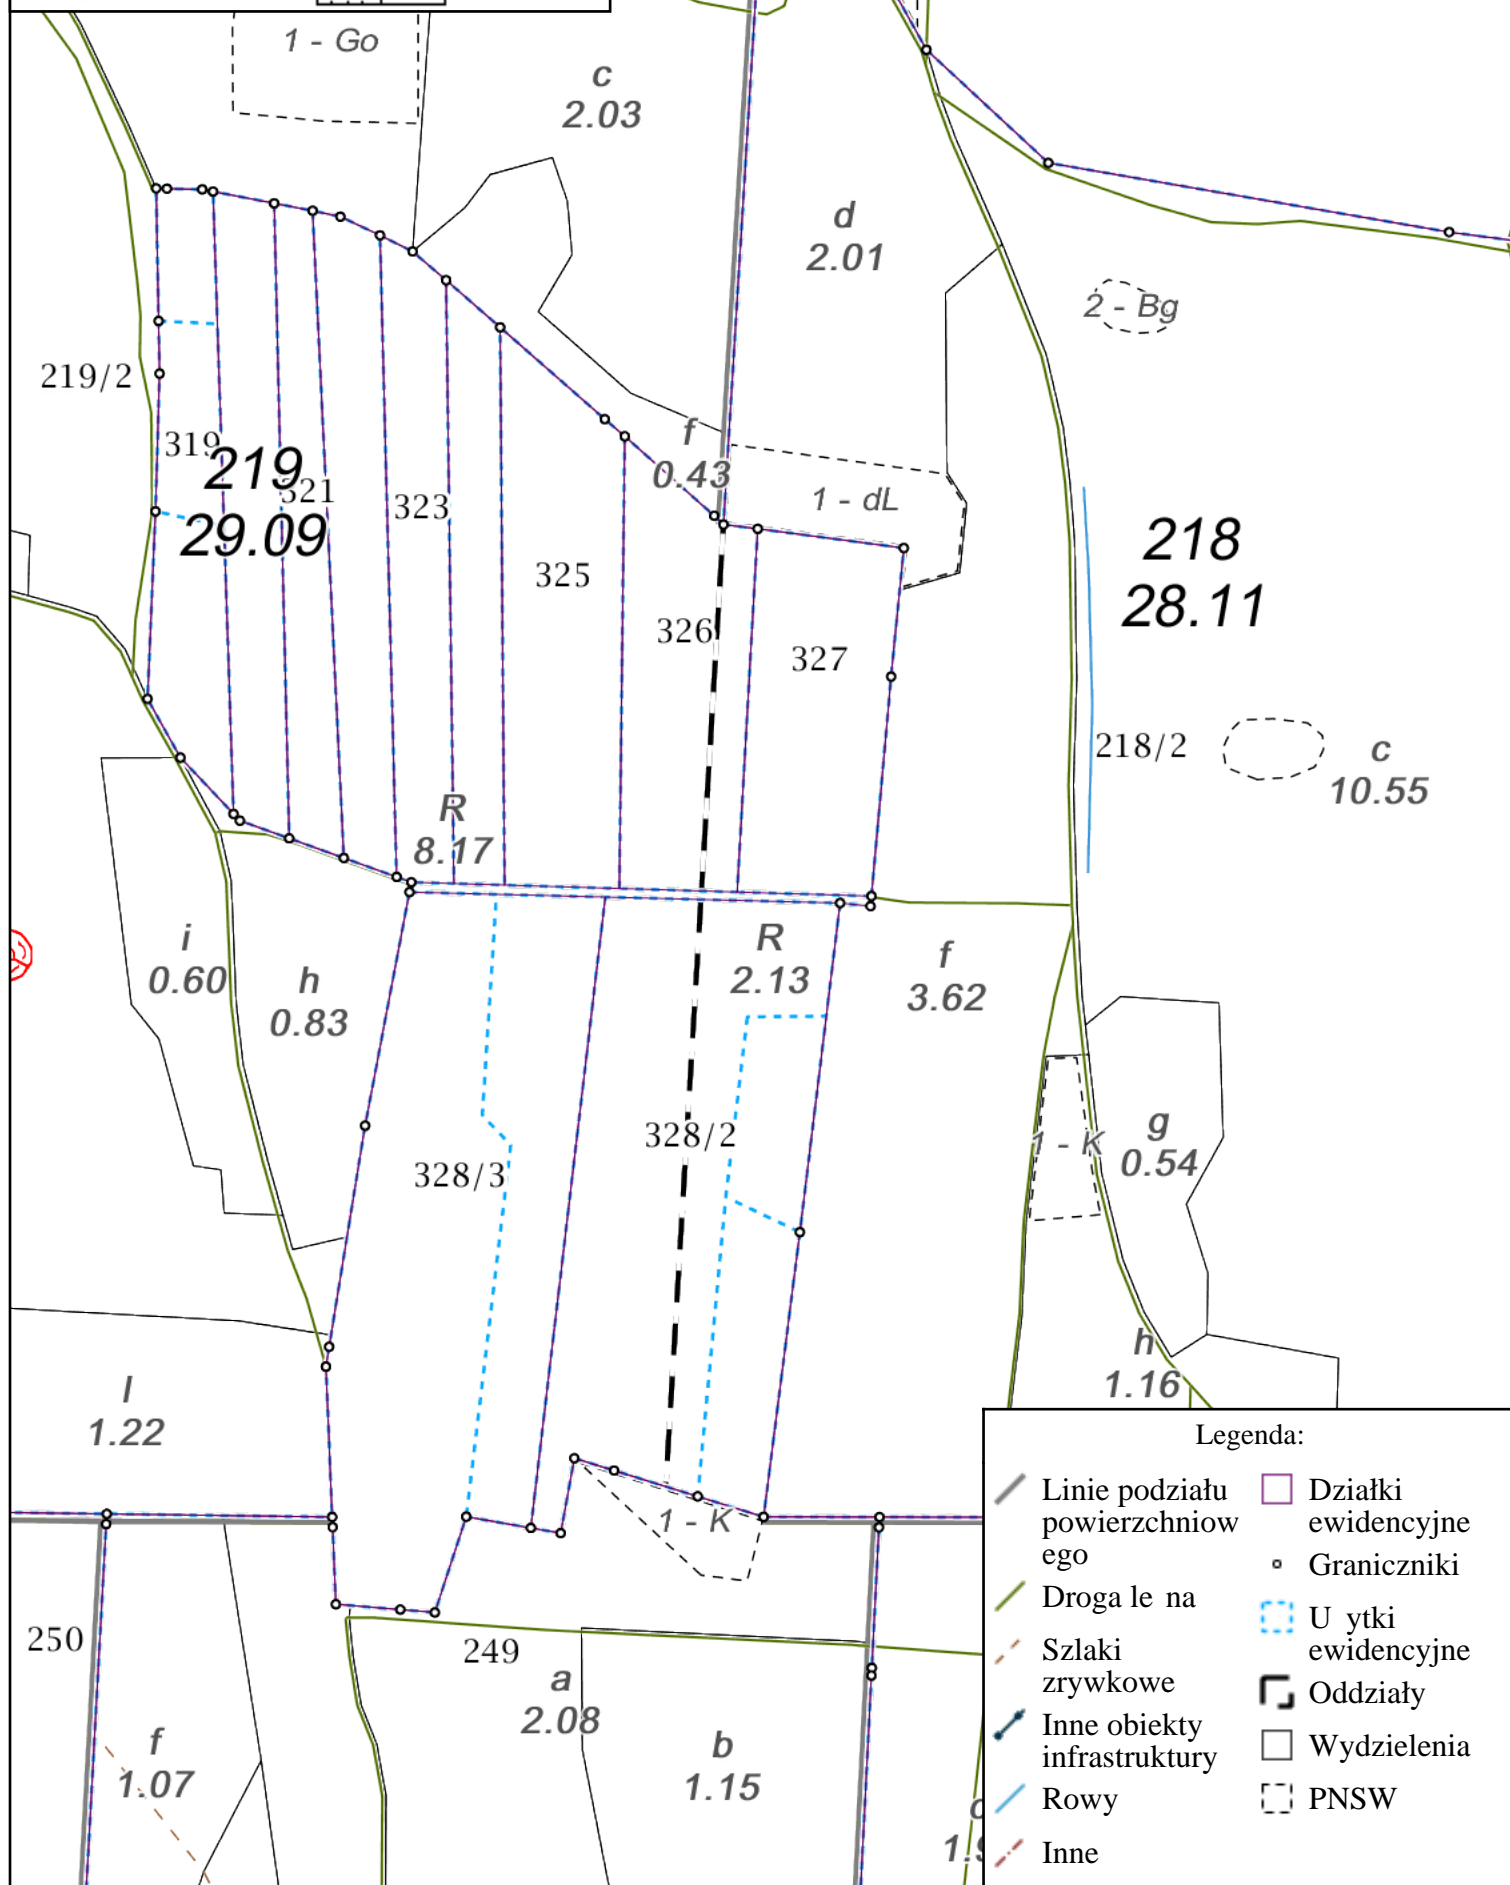 1 - Go
c
2.03
d
2.01
2 - Bg
219/2
319
219
29.09
321
323
f
0.43
1 - dL
325
326
327
218
28.11
218/2
c
10.55
R
8.17
i
0.60
h
0.83
R
2.13
f
3.62
328/3
328/2
1 - K
g
0.54
h
1.16
l
1.22
1 - K
250
249
a
2.08
f
1.07
b
1.15
Legenda:
Linie podziału
powierzchniow
ego
Droga le na
Szlaki
zrywkowe
Inne obiekty
infrastruktury
Rowy
Inne
Działki
ewidencyjne
Graniczniki
U ytki
ewidencyjne
Oddziały
Wydzielenia
PNSW